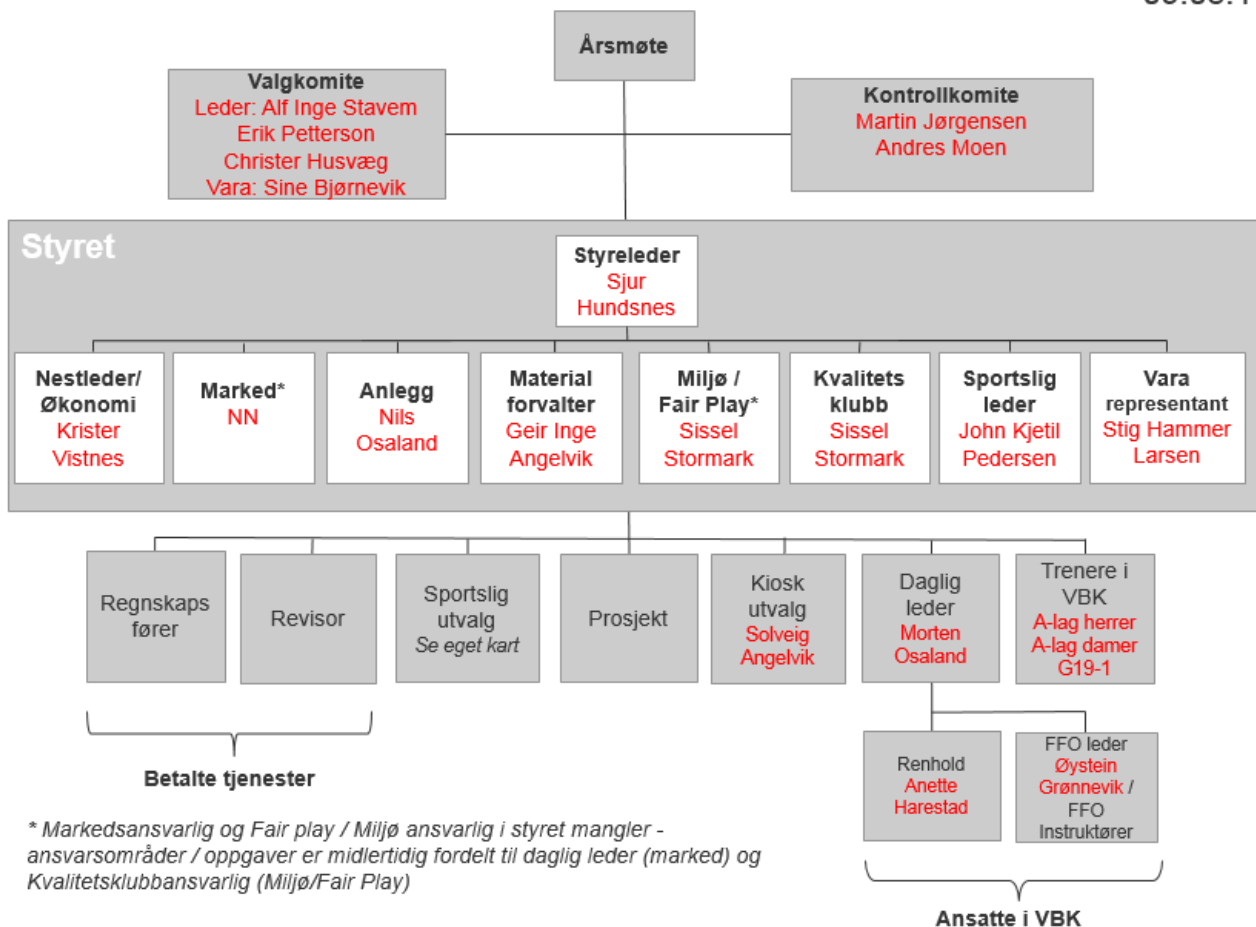 Årsmøte
Valgkomite
Leder: Alf Inge Stavem
Erik Petterson
Christer Husvæg
Vara: Sine Bjørnevik
Kontrollkomite
Martin Jørgensen
Andres Moen
Styret
Styreleder
Sjur
Hundsnes
Nestleder/
Økonomi
Krister
Vistnes
Marked*
NN
Anlegg
Nils
Osaland
Material
forvalter
Geir Inge
Angelvik
Miljø /
Fair Play*
Sissel
Stormark
Kvalitets
klubb
Sissel
Stormark
Sportslig
leder
John Kjetil
Pedersen
Vara
representant
Stig Hammer
Larsen
Regnskaps
fører
Revisor
Sportslig
utvalg
Se eget kart
Prosjekt
Kiosk
utvalg
Solveig
Angelvik
Daglig
leder
Morten
Osaland
Trenere i
VBK
A-lag herrer
A-lag damer
G19-1
Betalte tjenester
Renhold
Anette
Harestad
FFO leder
Øystein
Grønnevik /
FFO
Instruktører
* Markedsansvarlig og Fair play / Miljø ansvarlig i styret mangler -
ansvarsområder / oppgaver er midlertidig fordelt til daglig leder (marked) og
Kvalitetsklubbansvarlig (Miljø/Fair Play)
Ansatte i VBK